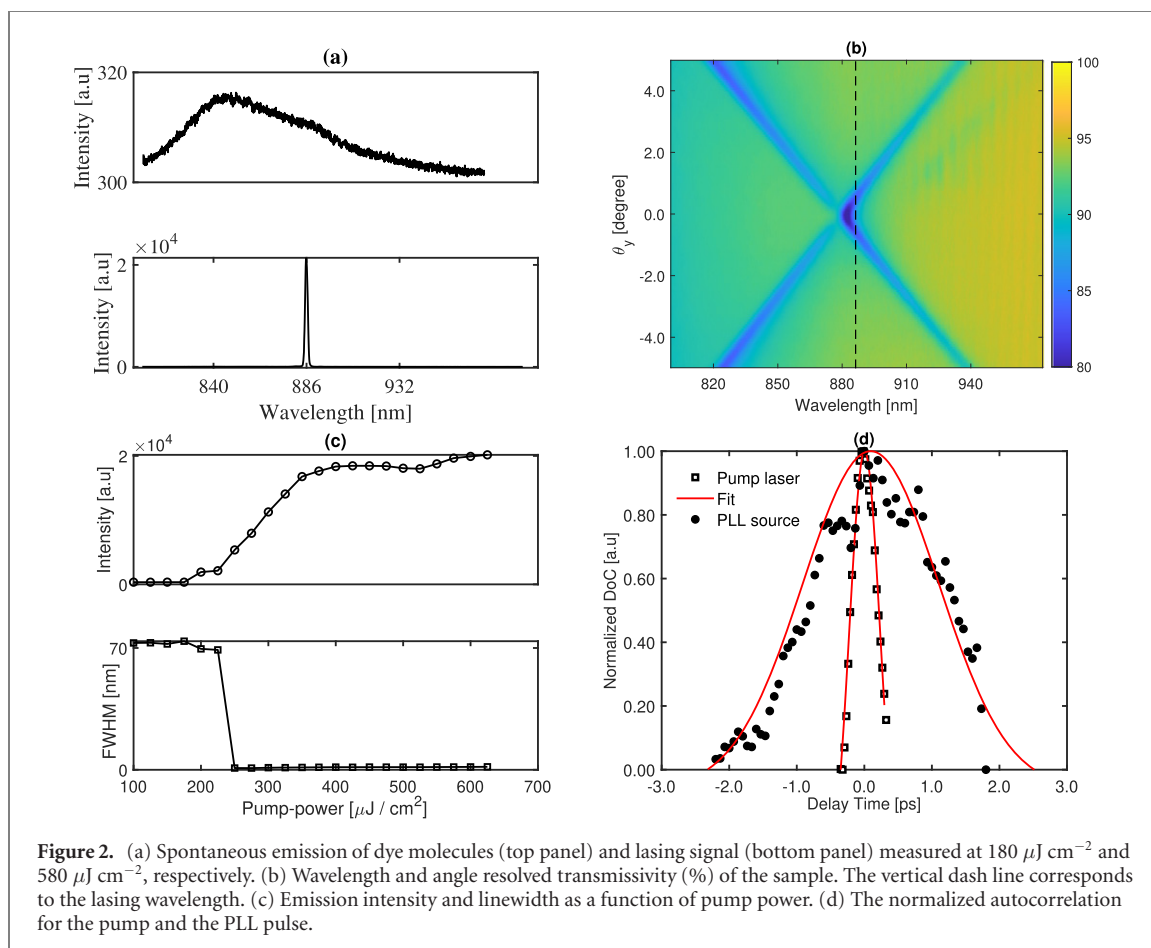 (a)
Intensity [a.u]
320
300
×10⁴
Intensity [a.u]
2
0
840 886 932
Wavelength [nm]
(b)
θ_y [degree]
4.0
2.0
0.0
-2.0
-4.0
820 850 880 910 940
Wavelength [nm]
100
95
90
85
80
(c)
×10⁴
Intensity [a.u]
2
0
FWHM [nm]
70
0
100 200 300 400 500 600 700
Pump-power [μJ / cm²]
(d)
Normalized DoC [a.u]
1.00
0.80
0.60
0.40
0.20
0.00
Pump laser
Fit
PLL source
-3.0 -2.0 -1.0 0.0 1.0 2.0 3.0
Delay Time [ps]
Figure 2. (a) Spontaneous emission of dye molecules (top panel) and lasing signal (bottom panel) measured at 180 μJ cm⁻² and
580 μJ cm⁻², respectively. (b) Wavelength and angle resolved transmissivity (%) of the sample. The vertical dash line corresponds
to the lasing wavelength. (c) Emission intensity and linewidth as a function of pump power. (d) The normalized autocorrelation
for the pump and the PLL pulse.